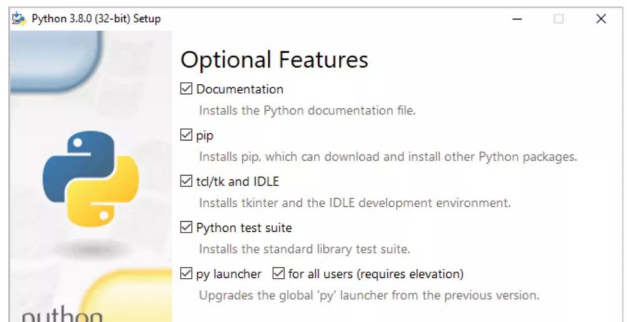 Python 3.8.0 (32-bit) Setup
Optional Features
Documentation
Installs the Python documentation file.
pip
Installs pip, which can download and install other Python packages.
tcl/tk and IDLE
Installs tkinter and the IDLE development environment.
Python test suite
Installs the standard library test suite.
py launcher for all users (requires elevation)
Upgrades the global 'py' launcher from the previous version.
python